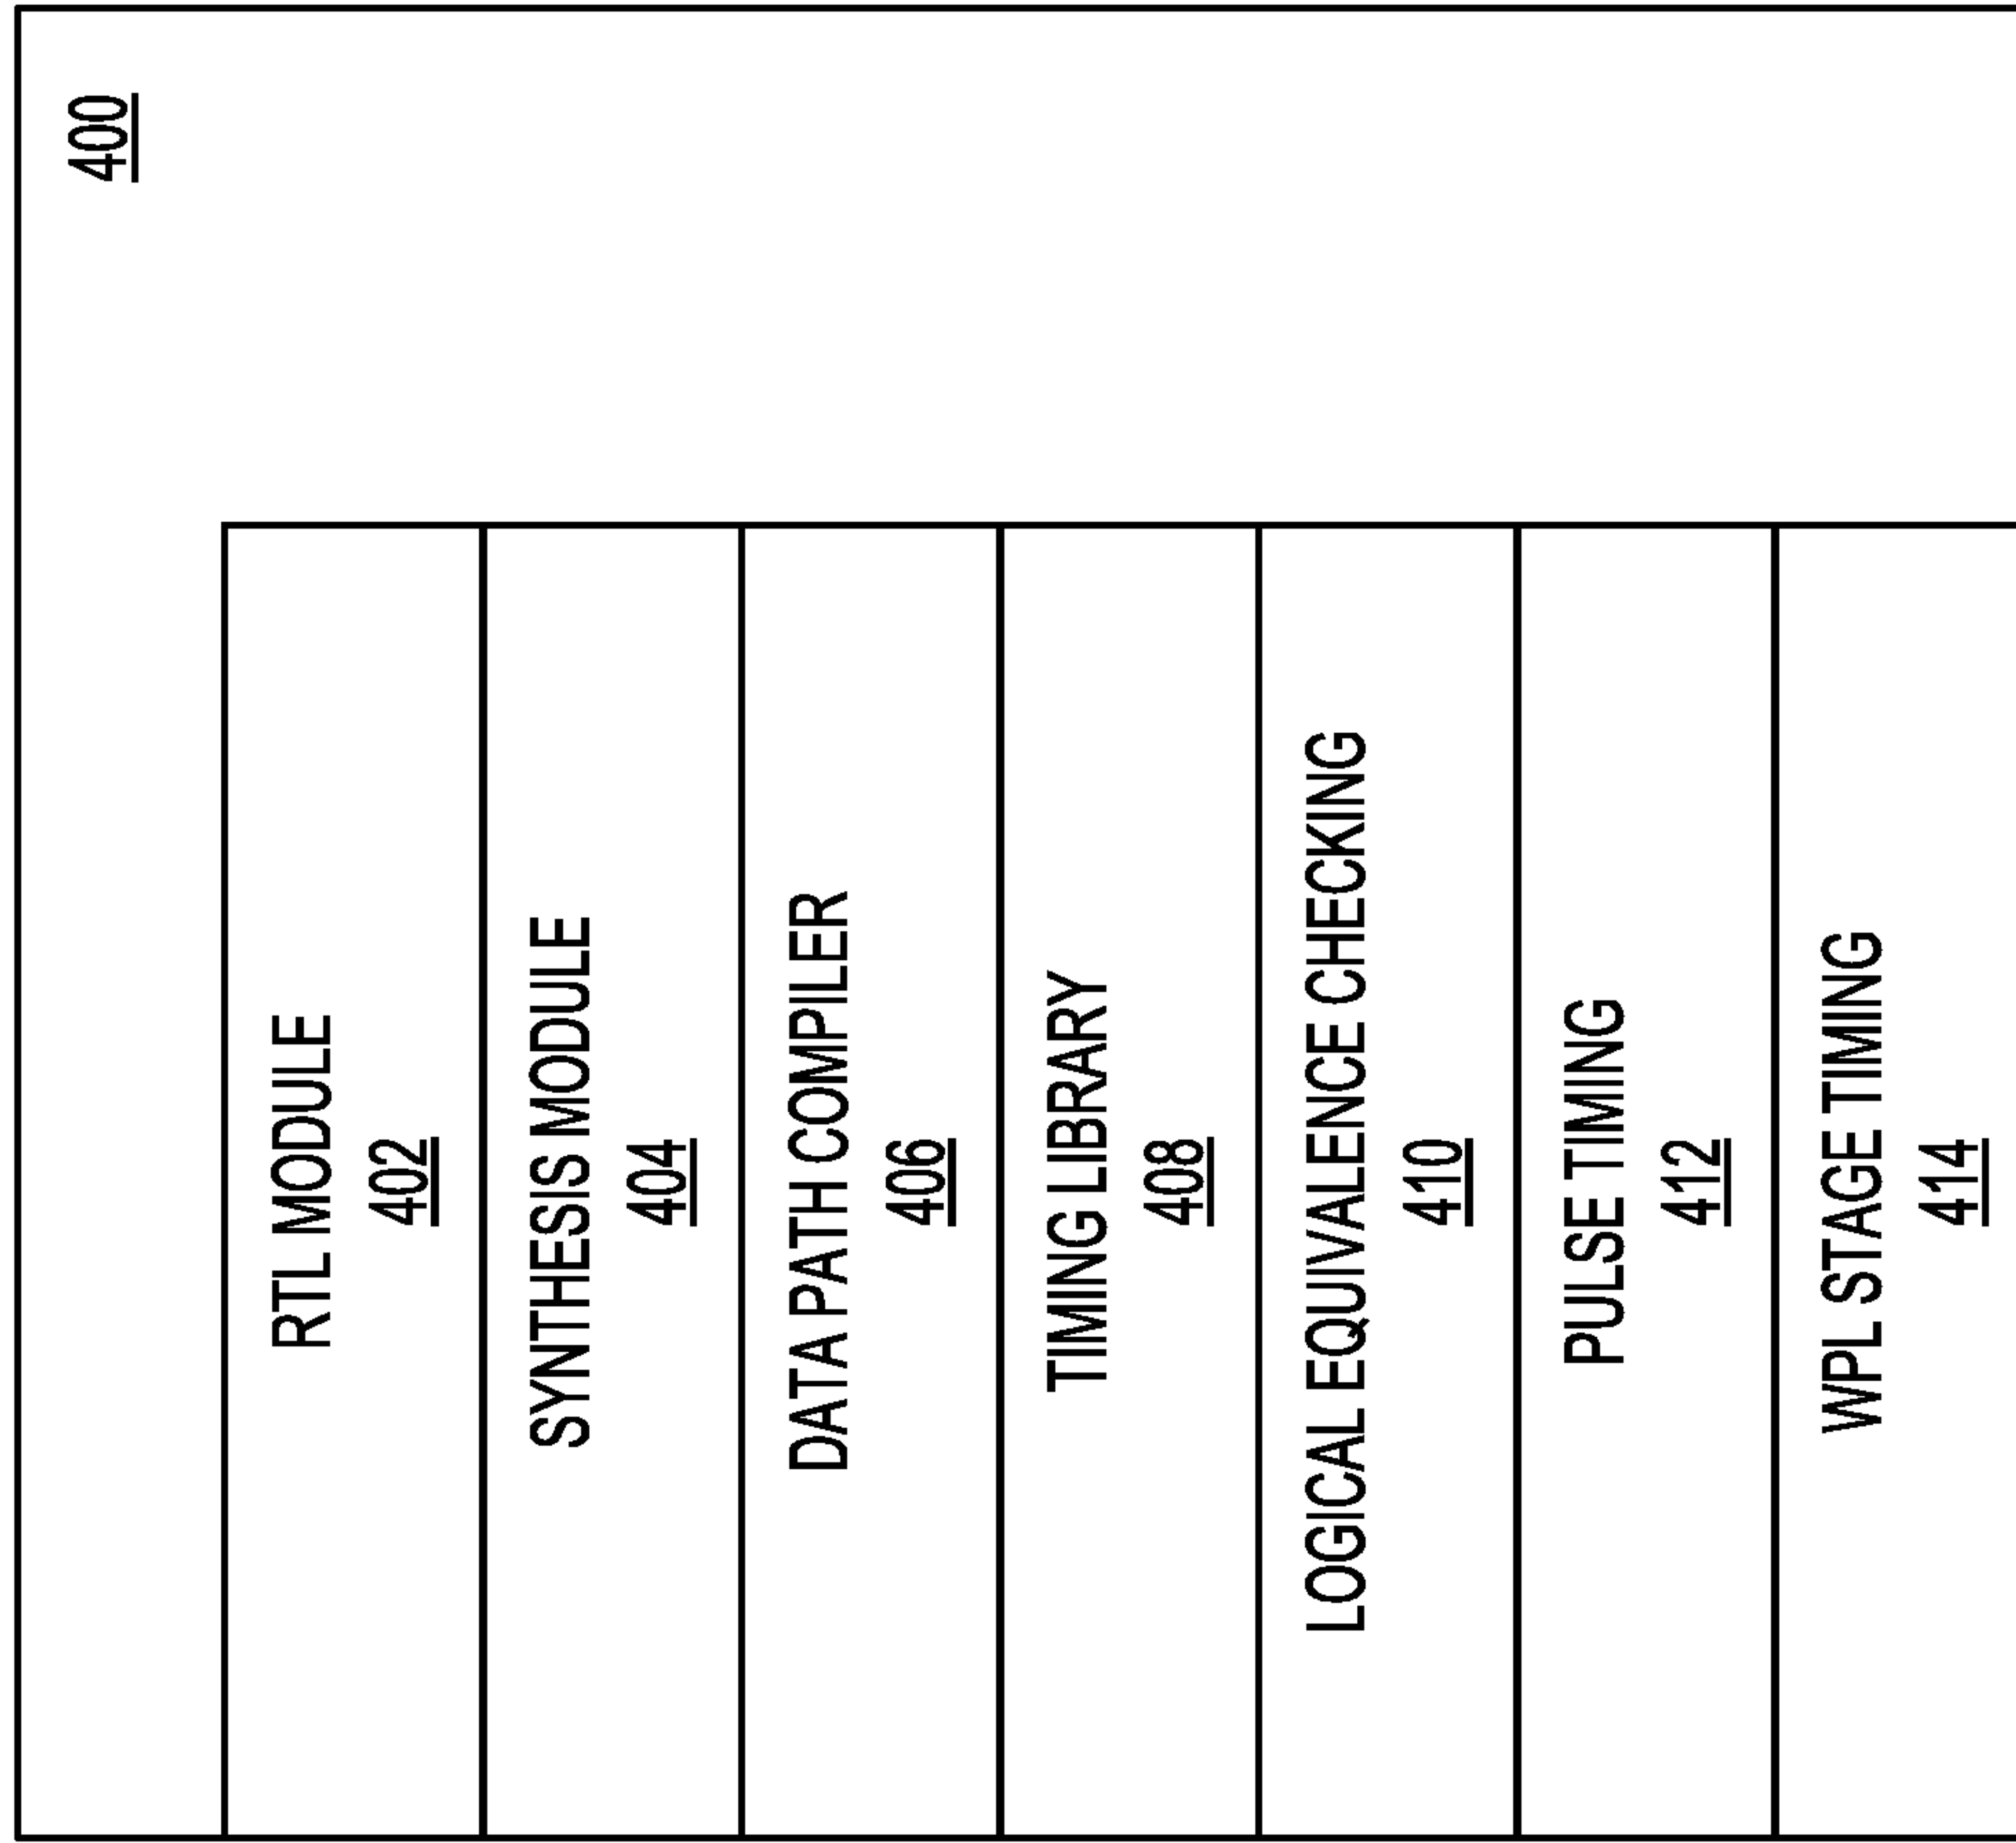 400
RTL MODULE
402
SYNTHESIS MODULE
404
DATA PATH COMPILER
406
TIMING LIBRARY
408
LOGICAL EQUIVALENCE CHECKING
410
PULSE TIMING
412
WPL STAGE TIMING
414